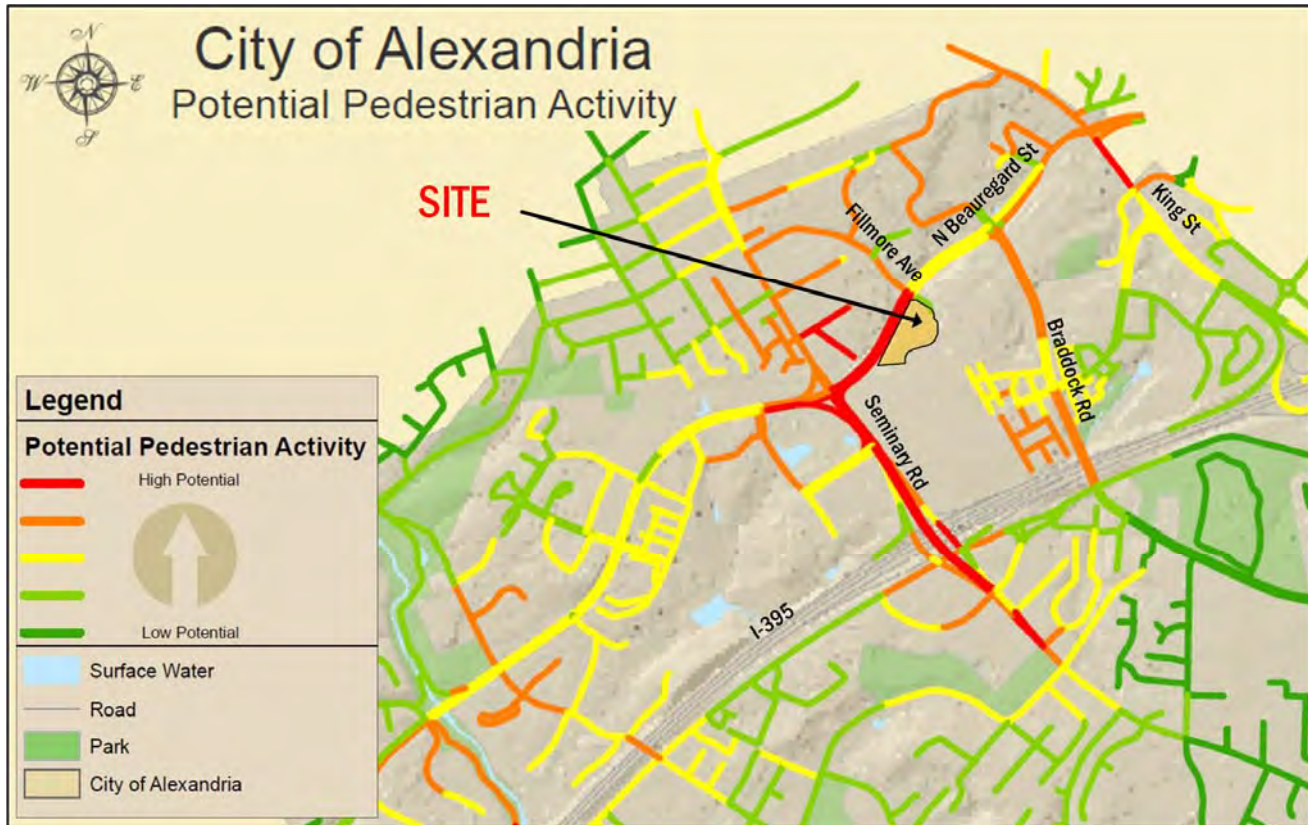 N
W E
S
City of Alexandria
Potential Pedestrian Activity
SITE
Fillmore Ave
N Beauregard St
King St
Braddock Rd
Seminary Rd
I-395
Legend
Potential Pedestrian Activity
High Potential
Low Potential
Surface Water
Road
Park
City of Alexandria